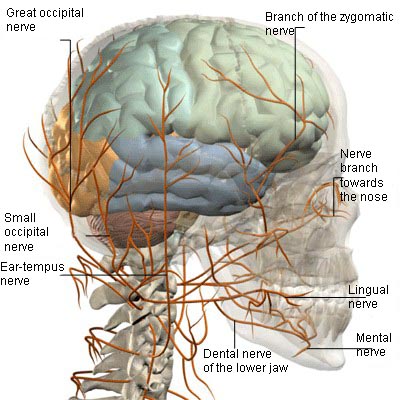 Great occipital
nerve
Branch of the zygomatic
nerve
Nerve
branch
towards
the nose
Small
occipital
nerve
Ear-tempus
nerve
Lingual
nerve
Mental
nerve
Dental nerve
of the lower jaw